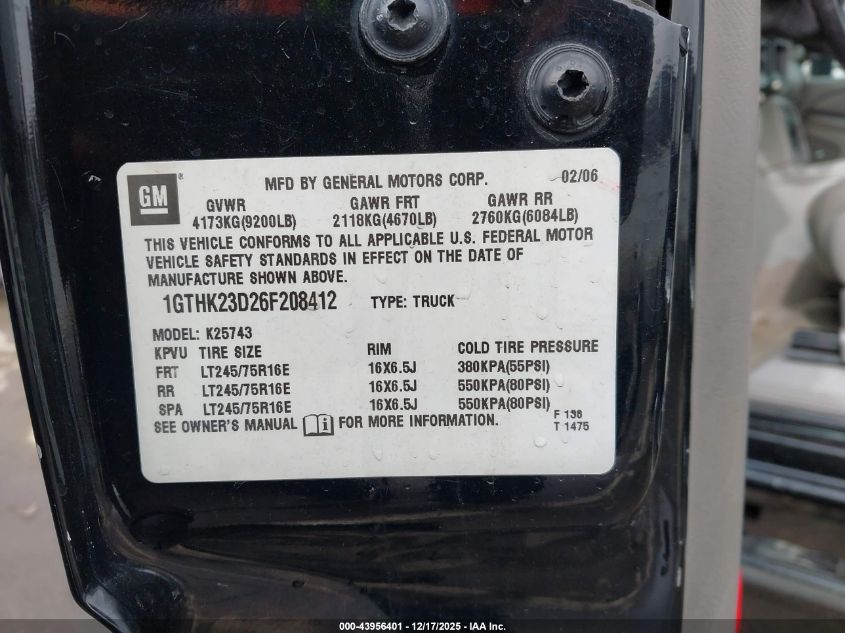 GM
MFD BY GENERAL MOTORS CORP. 02/06
GVWR GAWR FRT GAWR RR
4173KG(9200LB) 2118KG(4670LB) 2760KG(6084LB)
THIS VEHICLE CONFORMS TO ALL APPLICABLE U.S. FEDERAL MOTOR
VEHICLE SAFETY STANDARDS IN EFFECT ON THE DATE OF
MANUFACTURE SHOWN ABOVE.
1GTHK23D26F208412 TYPE: TRUCK
MODEL: K25743
KPVU TIRE SIZE RIM COLD TIRE PRESSURE
FRT LT245/75R16E 16X6.5J 380KPA(55PSI)
RR LT245/75R16E 16X6.5J 550KPA(80PSI)
SPA LT245/75R16E 16X6.5J 550KPA(80PSI)
SEE OWNER'S MANUAL FOR MORE INFORMATION.
F 136
T 1475
000-43956401 - 12/17/2025 - IAA Inc.